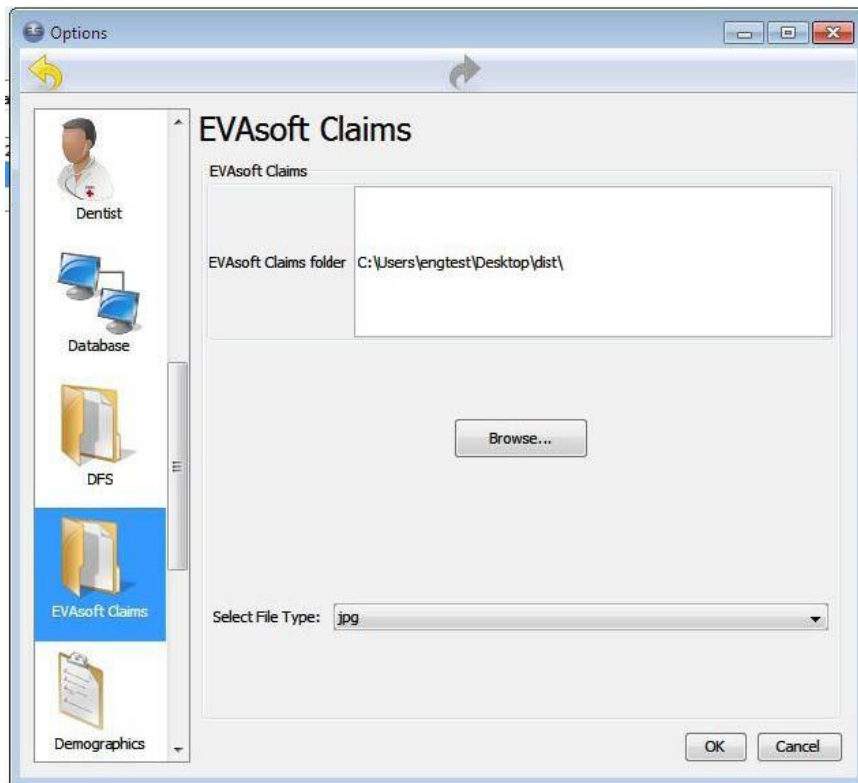 Options
Dentist
Database
DFS
EVAsoft Claims
Demographics
EVAsoft Claims
EVAsoft Claims
EVAsoft Claims folder C:\Users\engtest\Desktop\dist\
Browse...
Select File Type: jpg
OK Cancel